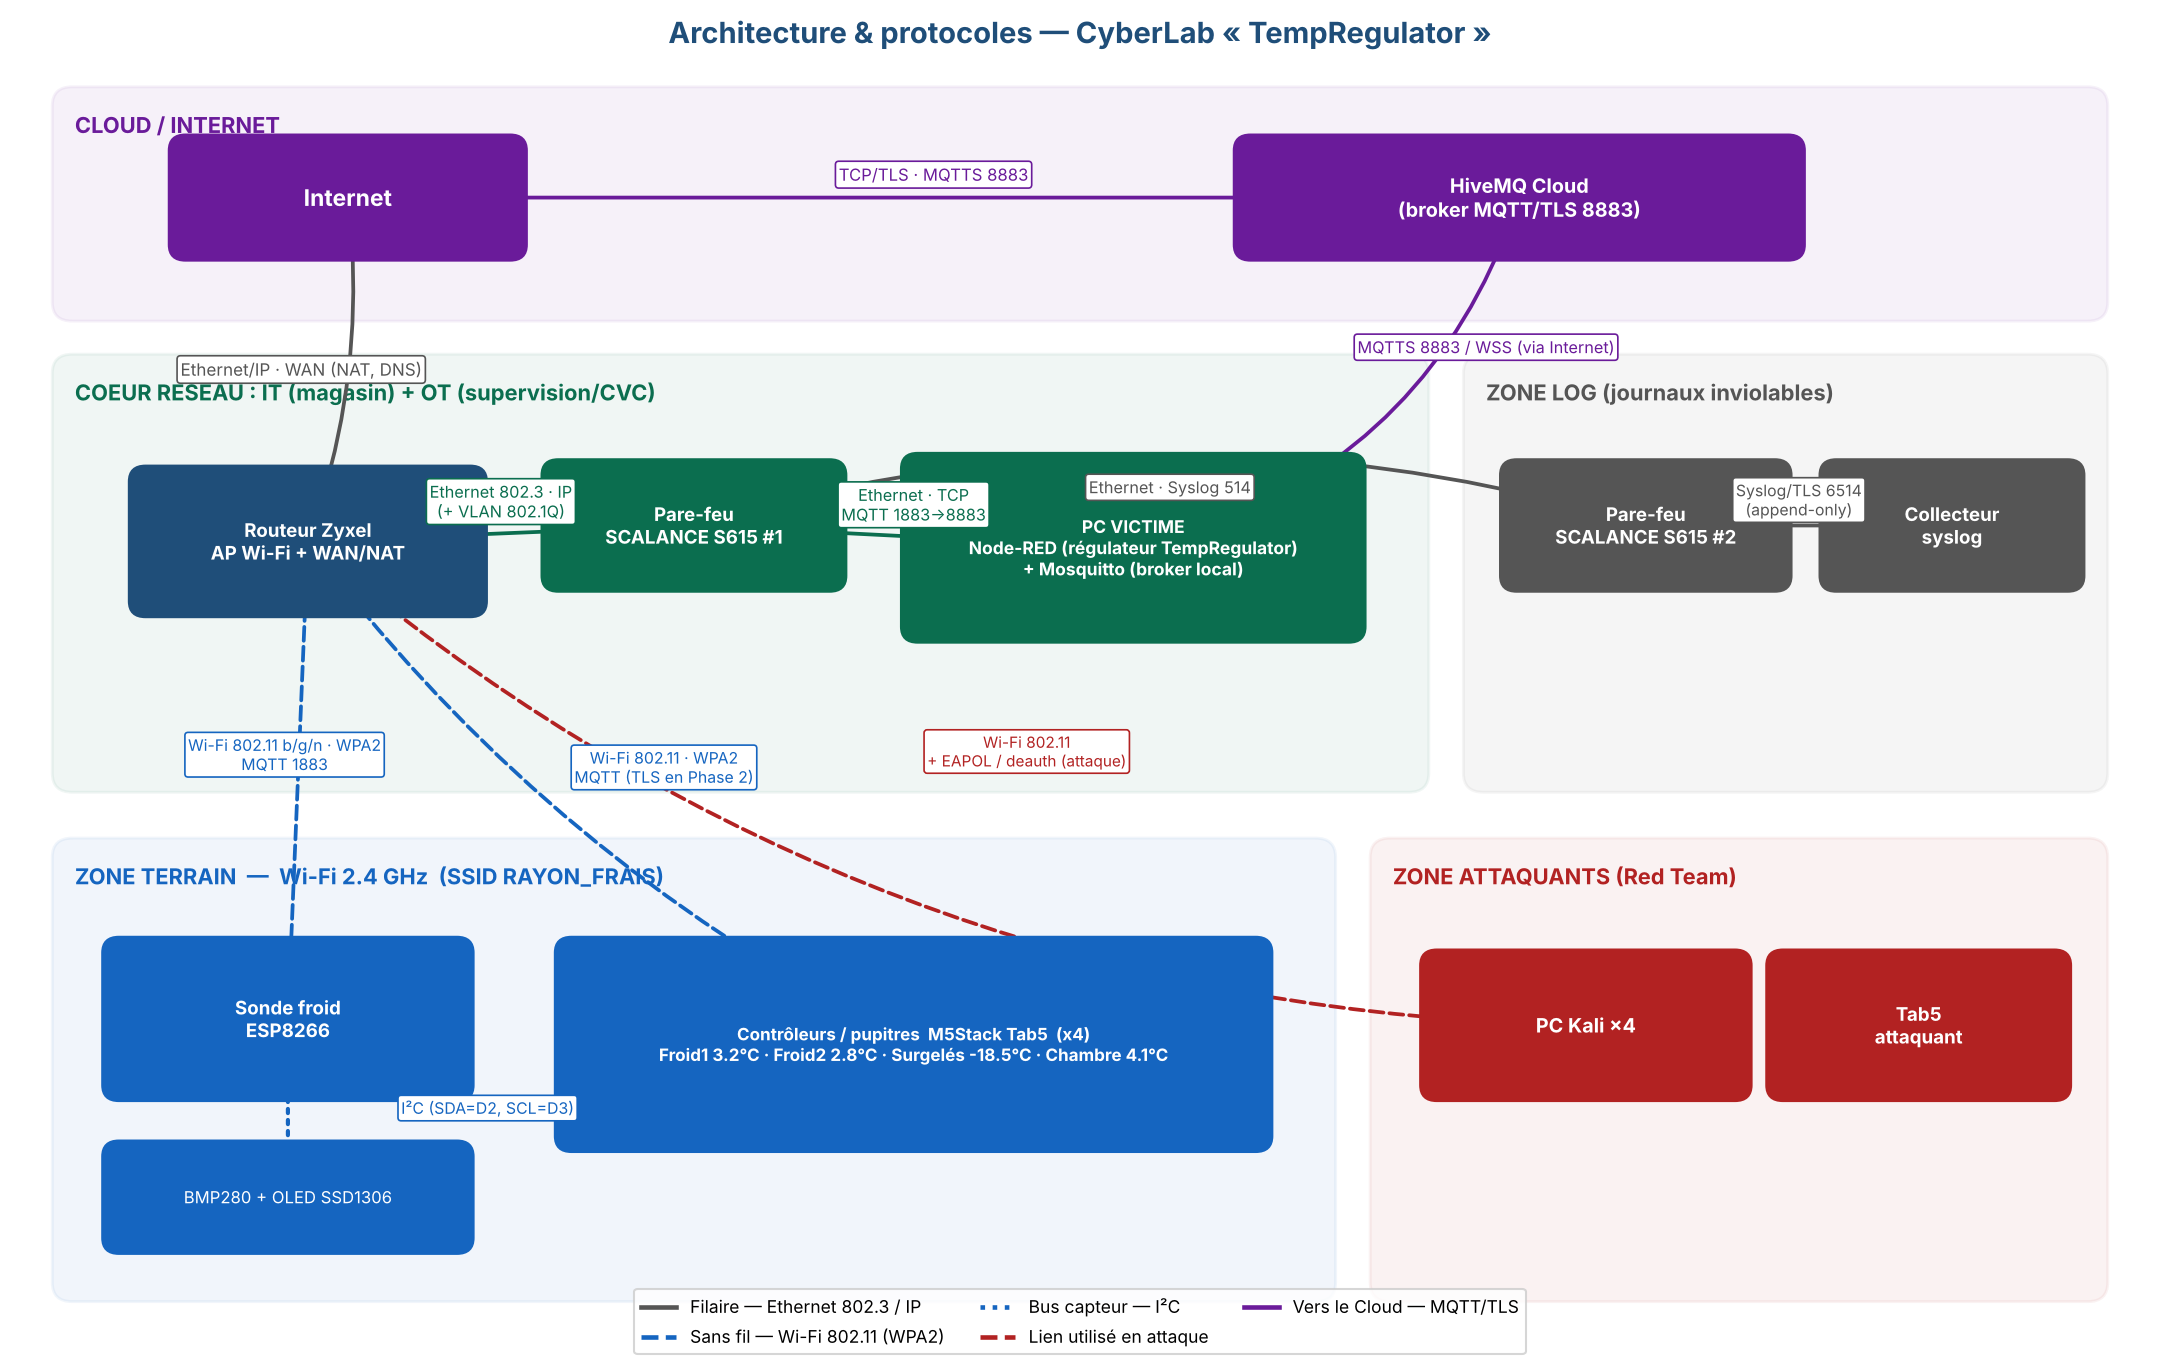 Architecture & protocoles — CyberLab « TempRegulator »
CLOUD / INTERNET
Internet
TCP/TLS · MQTTS 8883
HiveMQ Cloud
(broker MQTT/TLS 8883)
Ethernet/IP · WAN (NAT, DNS)
MQTTS 8883 / WSS (via Internet)
COEUR RESEAU : IT (magasin) + OT (supervision/CVC)
Routeur Zyxel
AP Wi-Fi + WAN/NAT
Ethernet 802.3 · IP
(+ VLAN 802.1Q)
Pare-feu
SCALANCE S615 #1
Ethernet · TCP
MQTT 1883→8883
Ethernet · Syslog 514
PC VICTIME
Node-RED (régulateur TempRegulator)
+ Mosquitto (broker local)
ZONE LOG (journaux inviolables)
Pare-feu
SCALANCE S615 #2
Syslog/TLS 6514
(append-only)
Collecteur
syslog
Wi-Fi 802.11 b/g/n · WPA2
MQTT 1883
Wi-Fi 802.11 · WPA2
MQTT (TLS en Phase 2)
Wi-Fi 802.11
+ EAPOL / deauth (attaque)
ZONE TERRAIN — Wi-Fi 2.4 GHz (SSID RAYON_FRAIS)
Sonde froid
ESP8266
I²C (SDA=D2, SCL=D3)
BMP280 + OLED SSD1306
Contrôleurs / pupitres M5Stack Tab5 (x4)
Froid1 3.2°C · Froid2 2.8°C · Surgelés -18.5°C · Chambre 4.1°C
ZONE ATTAQUANTS (Red Team)
PC Kali ×4
Tab5
attaquant
Filaire — Ethernet 802.3 / IP
Sans fil — Wi-Fi 802.11 (WPA2)
Bus capteur — I²C
Lien utilisé en attaque
Vers le Cloud — MQTT/TLS